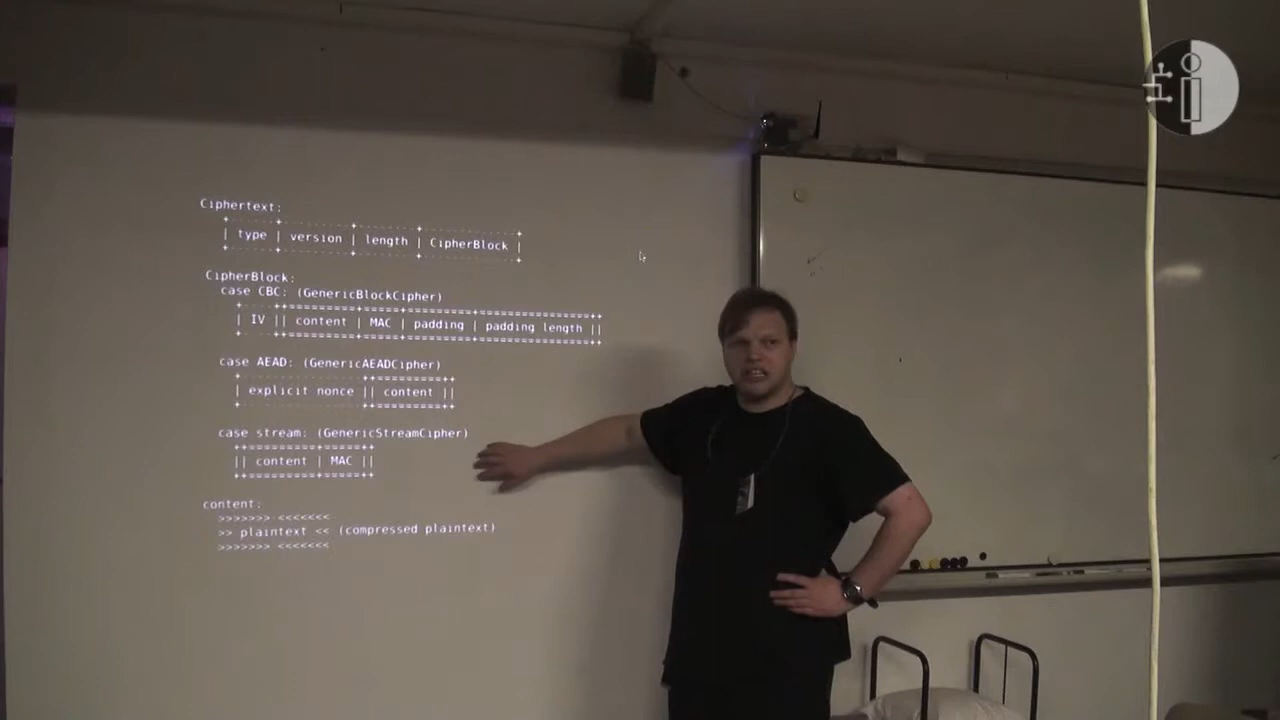 Ciphertext:
| type | version | length | CipherBlock |
CipherBlock:
case CBC: (GenericBlockCipher)
| IV || content | MAC | padding | padding length ||
case AEAD: (GenericAEADCipher)
| explicit nonce || content ||
case stream: (GenericStreamCipher)
|| content | MAC ||
content:
>>>>>>> <<<<<<<
>> plaintext << (compressed plaintext)
>>>>>>> <<<<<<<